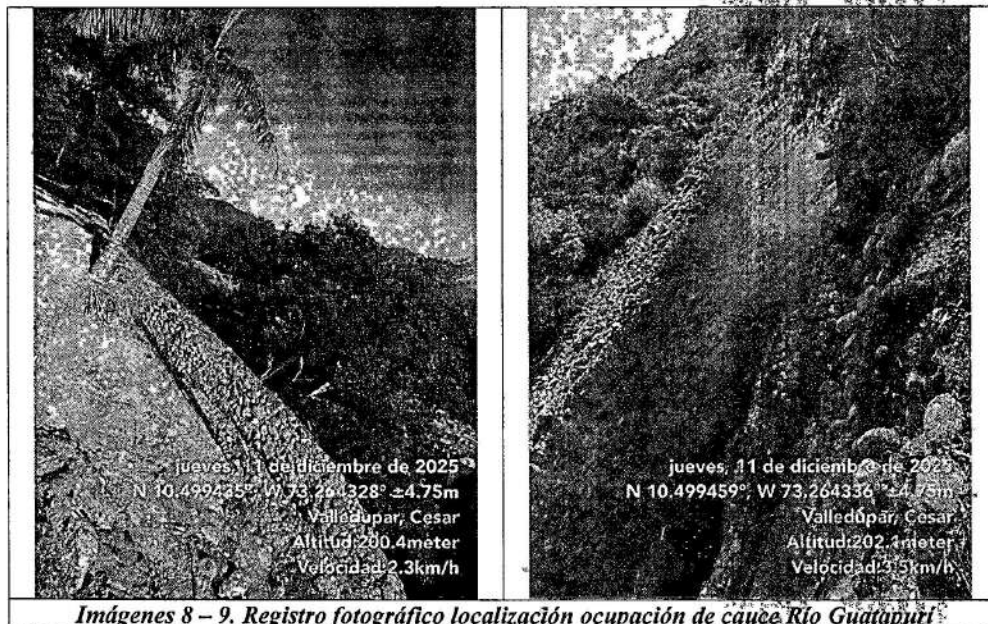 jueves, 11 de diciembre de 2025
N 10.499435°, W 73.264328° ±4.75m
Valledupar, Cesar
Altitud:200.4meter
Velocidad:2.3km/h
jueves, 11 de diciembre de 2025
N 10.499459°, W 73.264336° ±4.75m
Valledupar, Cesar
Altitud:202.1meter
Velocidad:3.5km/h
Imágenes 8 – 9. Registro fotográfico localización ocupación de cauce Río Guatapurí